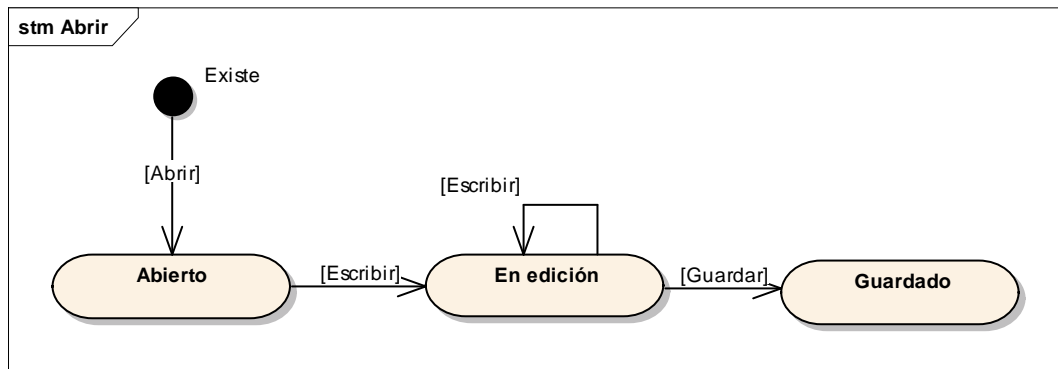 stm Abrir
Existe
[Abrir]
[Escribir]
Abierto
[Escribir]
En edición
[Guardar]
Guardado